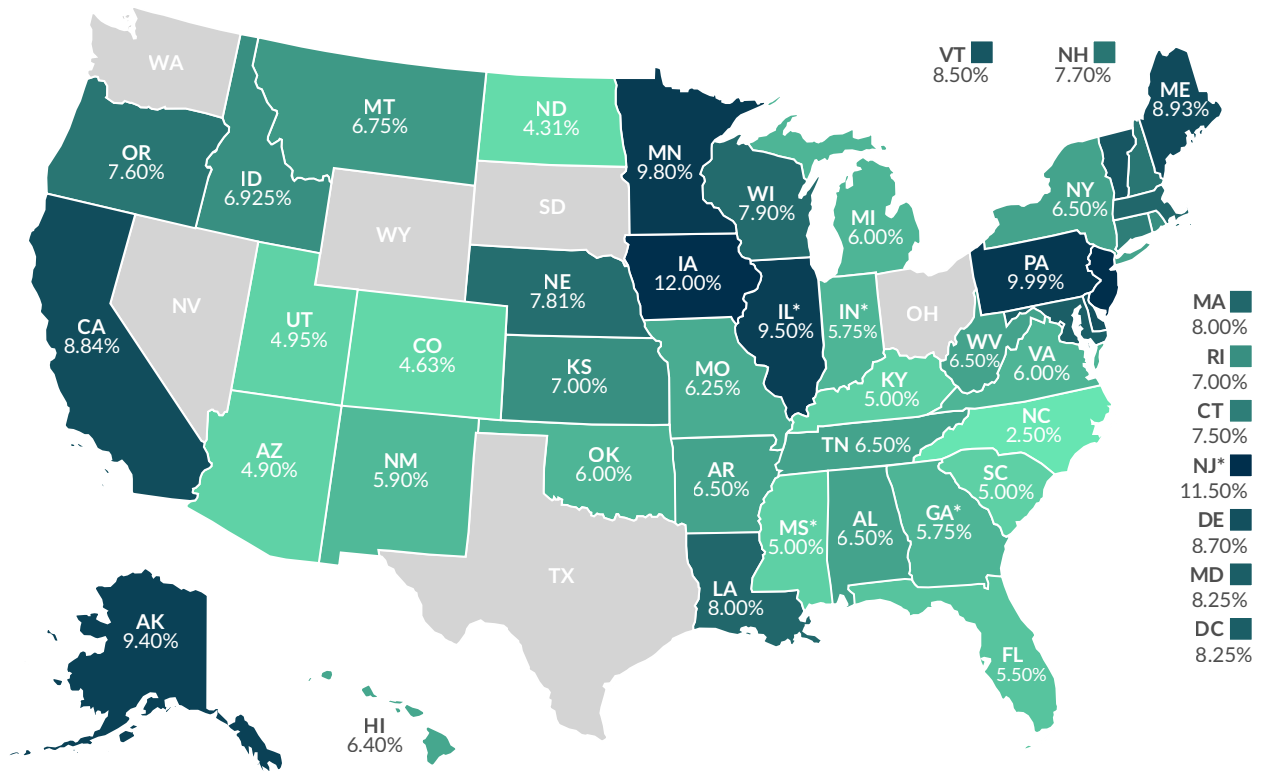 VT
8.50%
NH
7.70%
WA
ME
8.93%
MT
6.75%
ND
4.31%
OR
7.60%
ID
6.925%
MN
9.80%
WI
7.90%
NY
6.50%
SD
MI
6.00%
WY
IA
12.00%
PA
9.99%
NE
7.81%
NV
CA
8.84%
UT
4.95%
CO
4.63%
IL*
9.50%
IN*
5.75%
OH
WV
6.50%
VA
6.00%
MA
8.00%
RI
7.00%
CT
7.50%
NJ*
11.50%
DE
8.70%
MD
8.25%
DC
8.25%
KS
7.00%
MO
6.25%
KY
5.00%
NC
2.50%
TN 6.50%
AZ
4.90%
NM
5.90%
OK
6.00%
AR
6.50%
SC
5.00%
MS*
5.00%
AL
6.50%
GA*
5.75%
TX
LA
8.00%
AK
9.40%
FL
5.50%
HI
6.40%